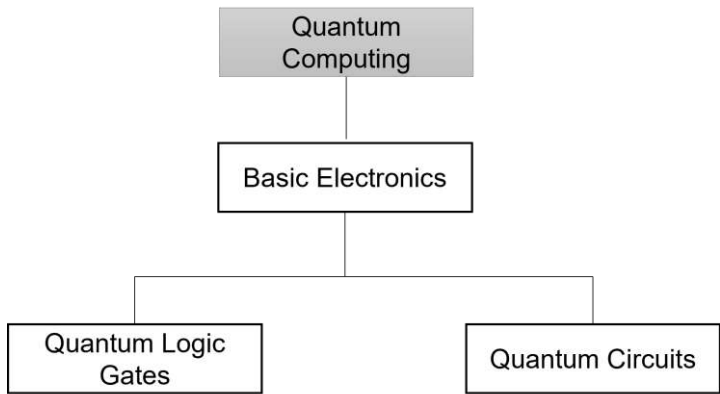 Quantum
Computing
Basic Electronics
Quantum Logic
Gates
Quantum Circuits